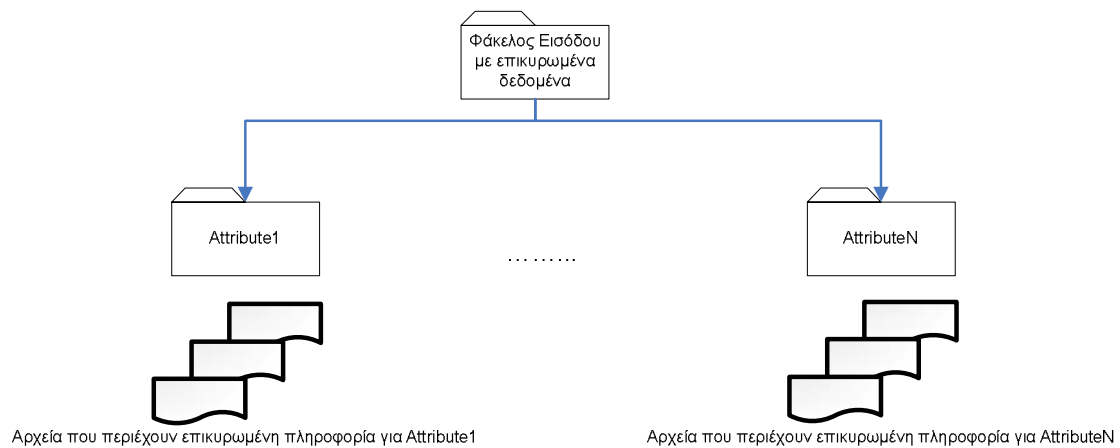 Φάκελος Εισόδου
με επικυρωμένα
δεδομένα
Attribute1
………
AttributeN
Αρχεία που περιέχουν επικυρωμένη πληροφορία για Attribute1
Αρχεία που περιέχουν επικυρωμένη πληροφορία για AttributeN